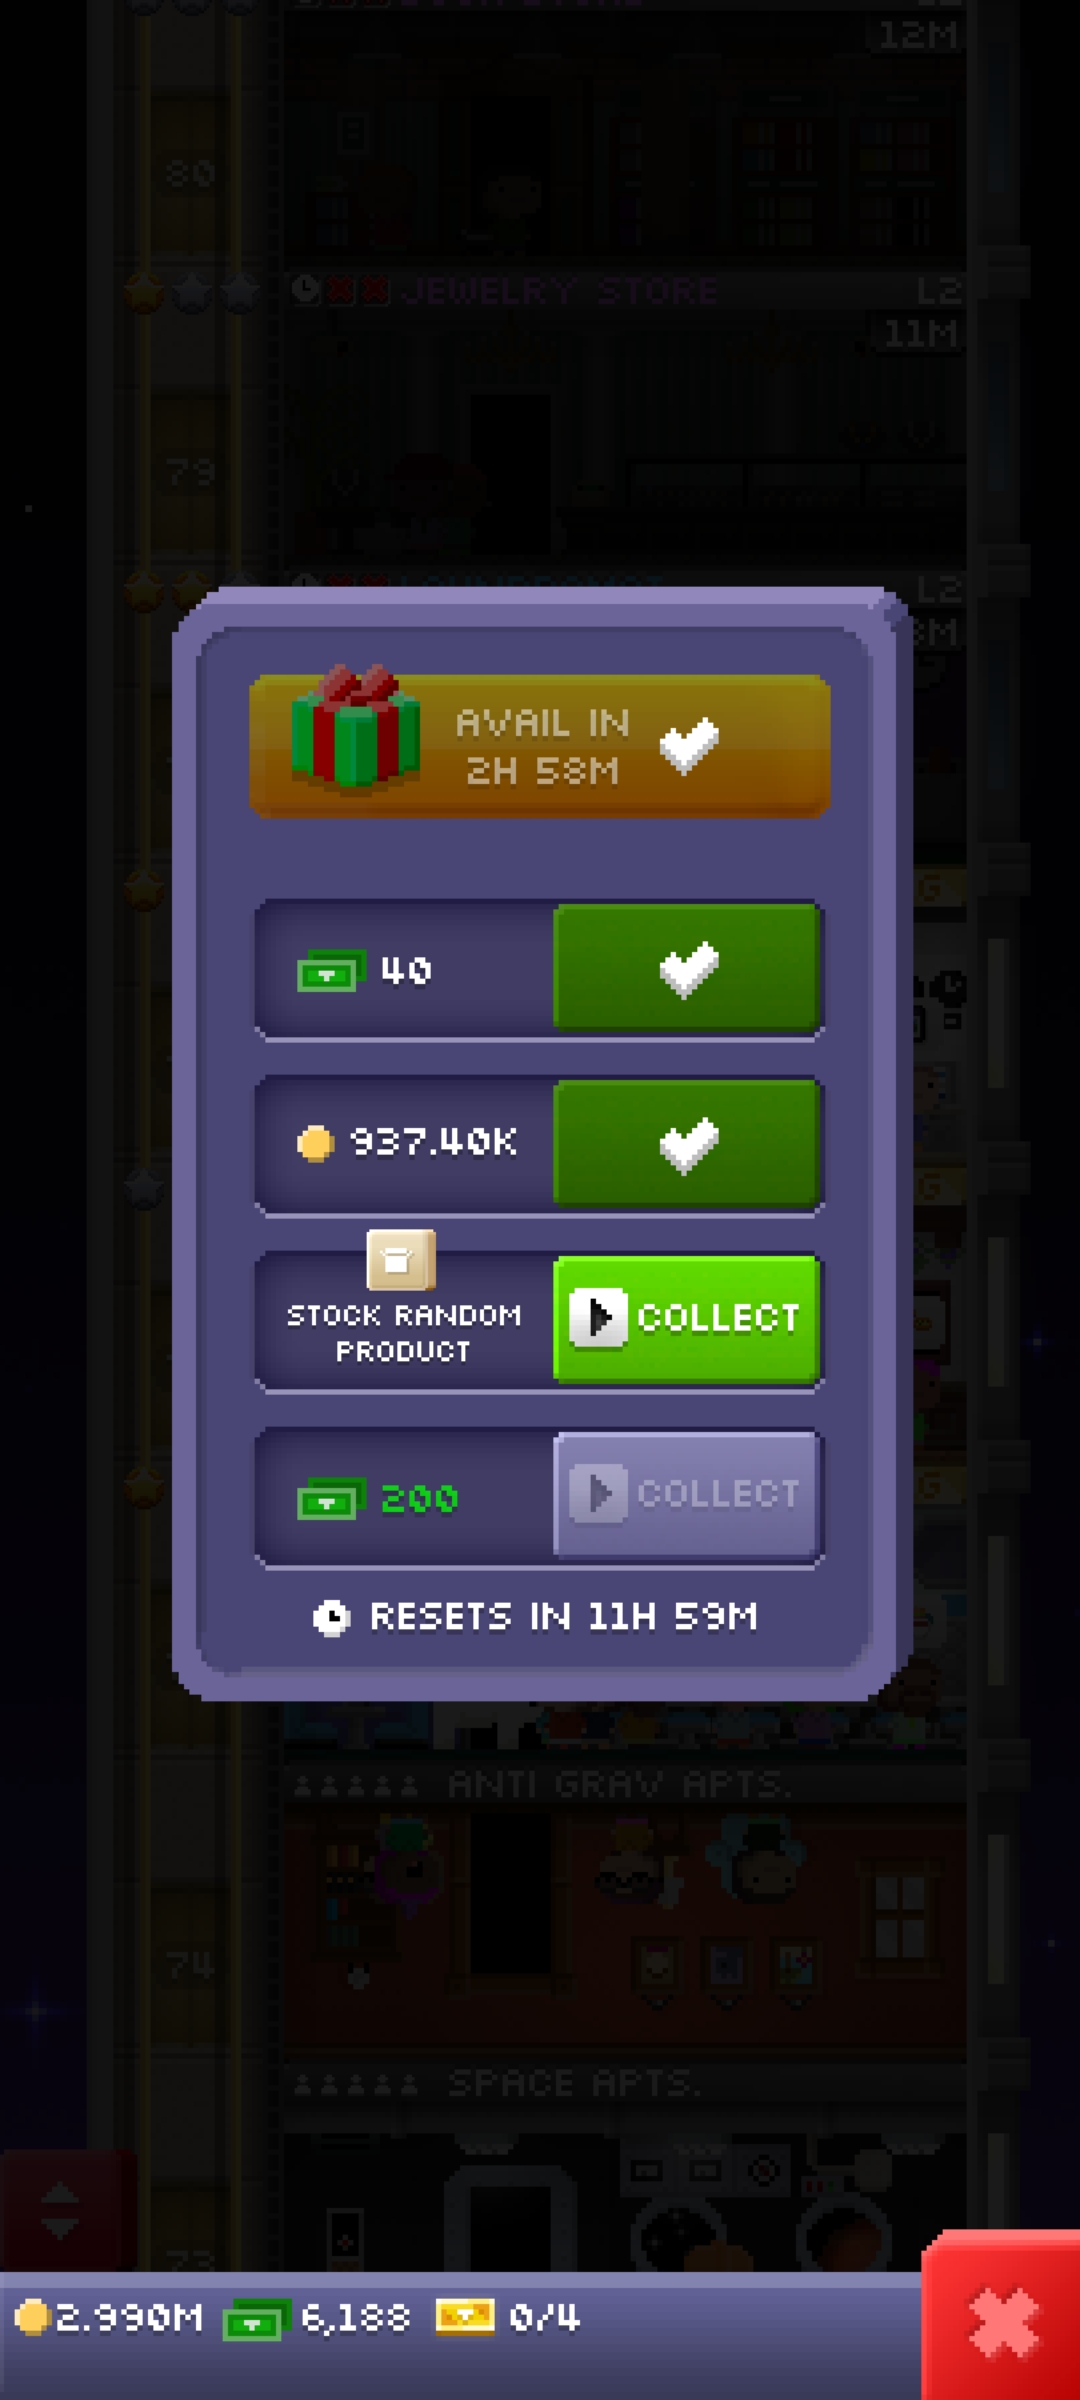 12M
80
JEWELRY STORE L2
11M
79
L2
AVAIL IN
2H 58M
G
40
937.40K
G
STOCK RANDOM
PRODUCT
COLLECT
G
200
COLLECT
RESETS IN 11H 59M
ANTI GRAV APTS.
74
SPACE APTS.
73
2.990M 6,188 0/4